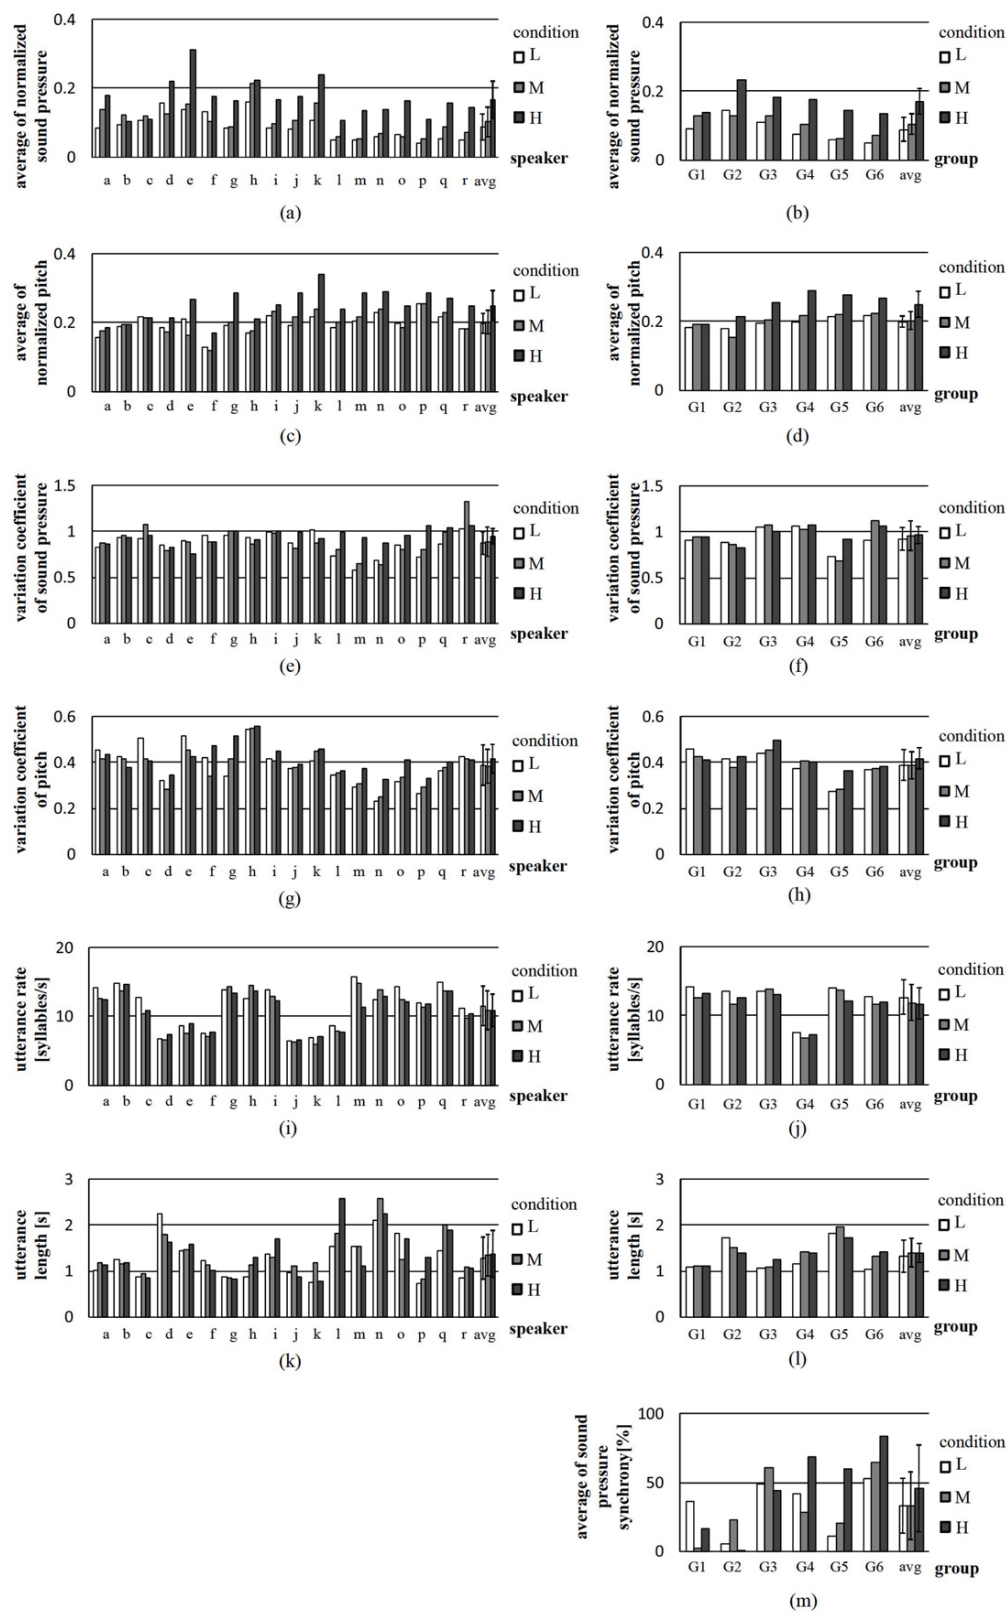 average of normalized
sound pressure
0.4
0.2
0
a b c d e f g h i j k l m n o p q r avg
condition
L
M
H
speaker
(a)
average of normalized
sound pressure
0.4
0.2
0
G1 G2 G3 G4 G5 G6 avg
condition
L
M
H
group
(b)
average of
normalized pitch
0.4
0.2
0
a b c d e f g h i j k l m n o p q r avg
condition
L
M
H
speaker
(c)
average of
normalized pitch
0.4
0.2
0
G1 G2 G3 G4 G5 G6 avg
condition
L
M
H
group
(d)
variation coefficient
of sound pressure
1.5
1
0.5
0
a b c d e f g h i j k l m n o p q r avg
condition
L
M
H
speaker
(e)
variation coefficient
of sound pressure
1.5
1
0.5
0
G1 G2 G3 G4 G5 G6 avg
condition
L
M
H
group
(f)
variation coefficient
of pitch
0.6
0.4
0.2
0
a b c d e f g h i j k l m n o p q r avg
condition
L
M
H
speaker
(g)
variation coefficient
of pitch
0.6
0.4
0.2
0
G1 G2 G3 G4 G5 G6 avg
condition
L
M
H
group
(h)
utterance rate
[syllables/s]
20
10
0
a b c d e f g h i j k l m n o p q r avg
condition
L
M
H
speaker
(i)
utterance rate
[syllables/s]
20
10
0
G1 G2 G3 G4 G5 G6 avg
condition
L
M
H
group
(j)
utterance
length [s]
3
2
1
0
a b c d e f g h i j k l m n o p q r avg
condition
L
M
H
speaker
(k)
utterance
length [s]
3
2
1
0
G1 G2 G3 G4 G5 G6 avg
condition
L
M
H
group
(l)
average of sound
pressure
synchrony[%]
100
50
0
G1 G2 G3 G4 G5 G6 avg
condition
L
M
H
group
(m)